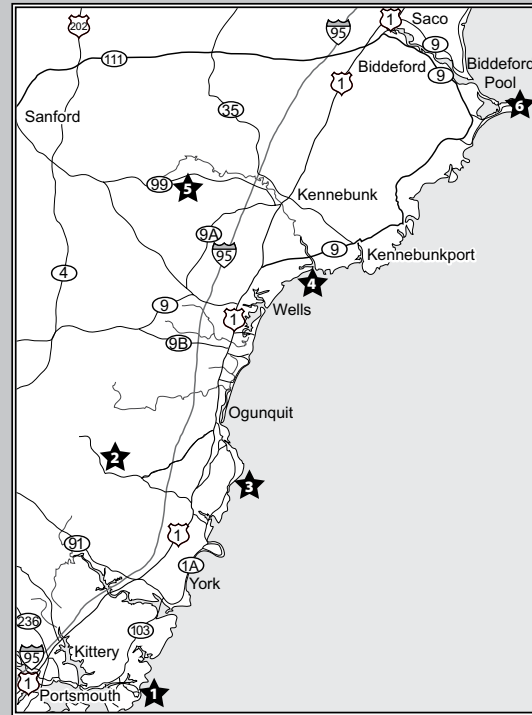 1
Saco
202
95
9
111
Biddeford
9
Biddeford
Pool
1
6
35
Sanford
99
5
Kennebunk
9A
95
9
Kennebunkport
4
4
9
Wells
1
9B
Ogunquit
2
3
1
91
1A
York
236
103
95
Kittery
1
Portsmouth
1